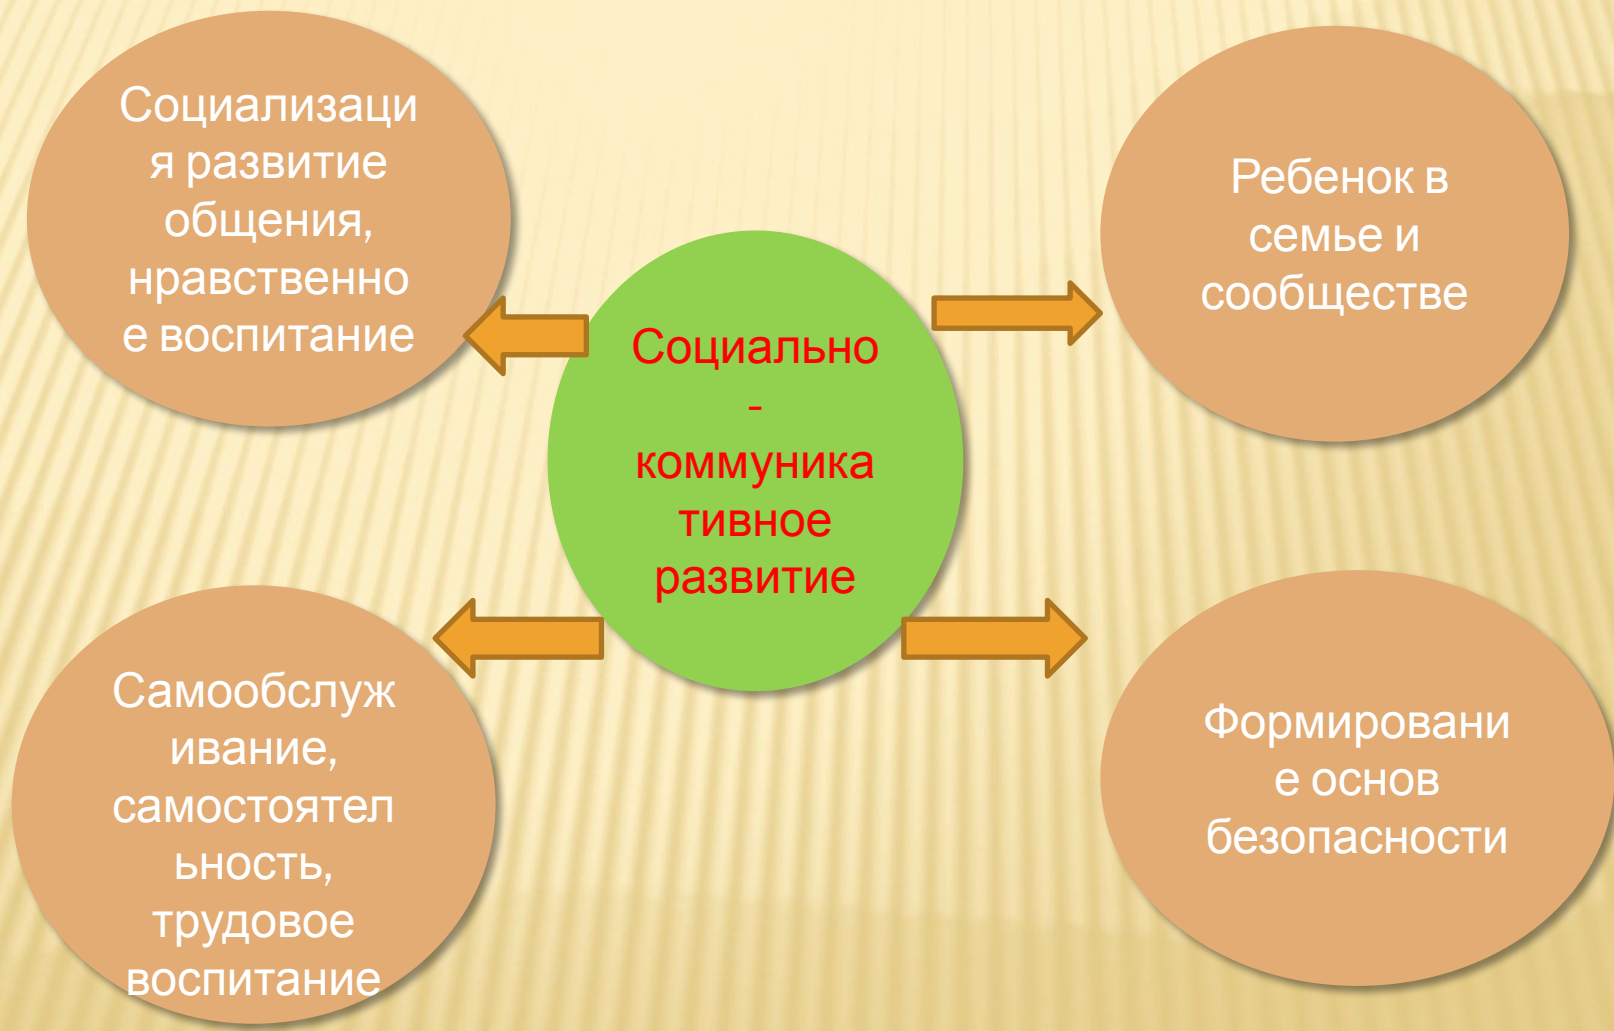 Социализаци
я развитие
общения,
нравственно
е воспитание
Ребенок в
семье и
сообществе
Социально
-
коммуника
тивное
развитие
Самообслуж
ивание,
самостоятел
ьность,
трудовое
воспитание
Формировани
е основ
безопасности